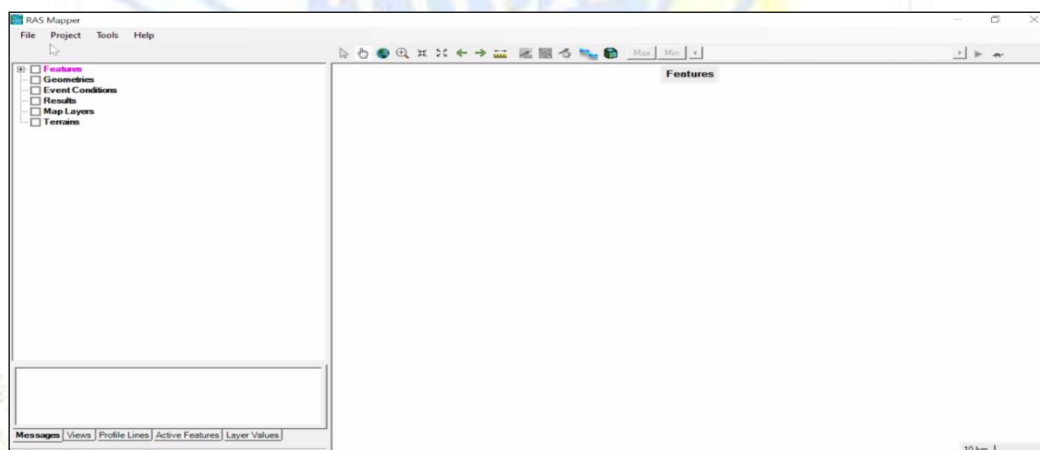 RAS Mapper
File Project Tools Help
Max Min
Features
Features
Geometries
Event Conditions
Results
Map Layers
Terrains
Messages Views Profile Lines Active Features Layer Values
10 km